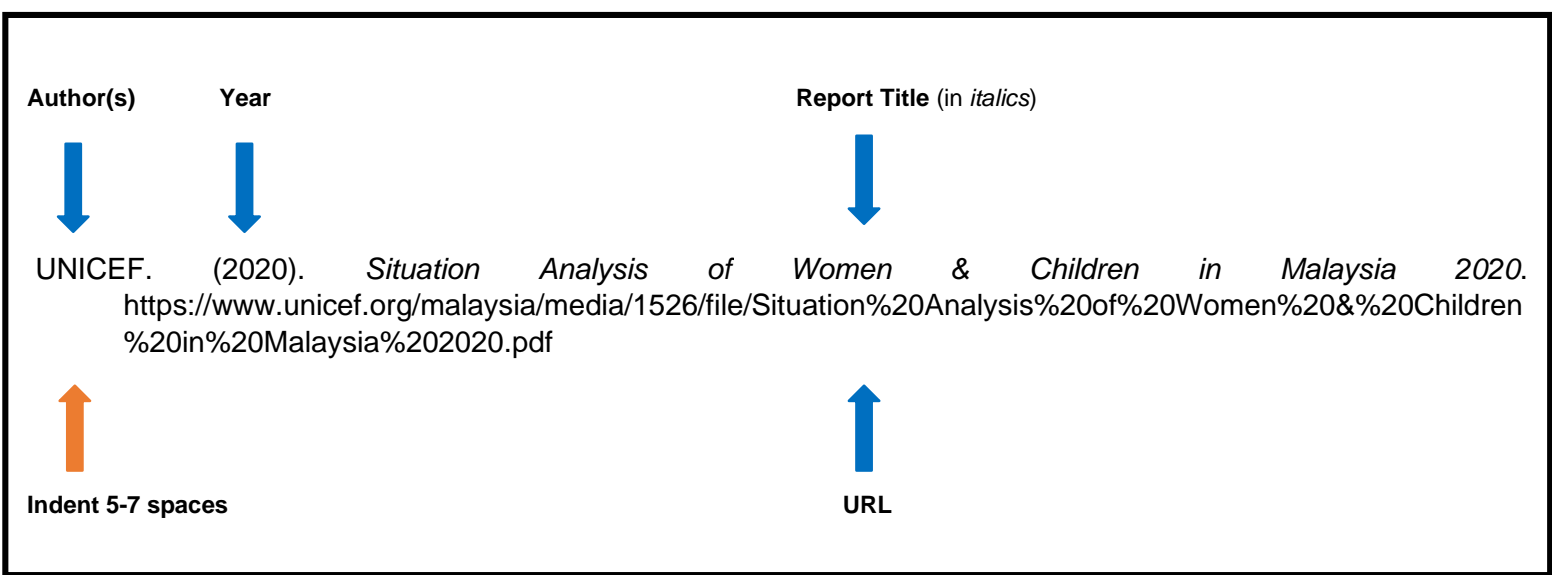 Author(s) Year Report Title (in italics)
UNICEF. (2020). Situation Analysis of Women & Children in Malaysia 2020.
https://www.unicef.org/malaysia/media/1526/file/Situation%20Analysis%20of%20Women%20&%20Children
%20in%20Malaysia%202020.pdf
Indent 5-7 spaces URL